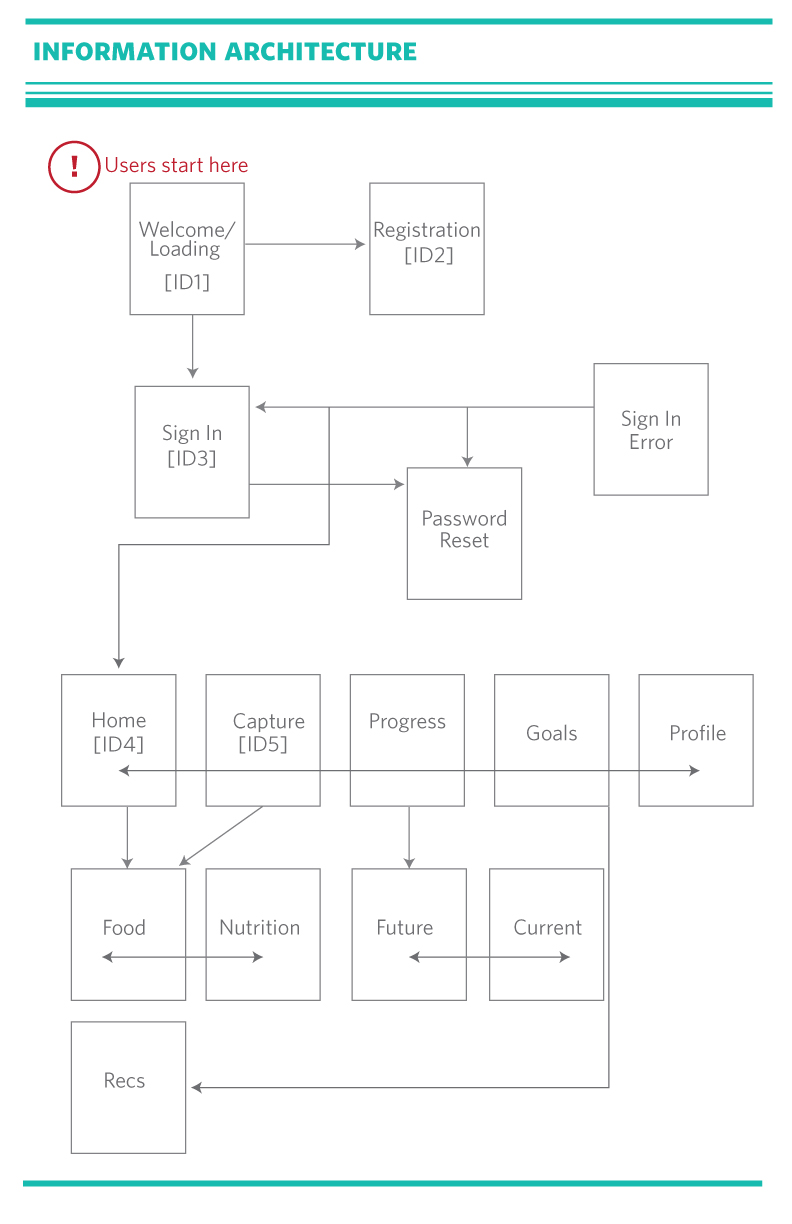 INFORMATION ARCHITECTURE
!
Users start here
Welcome/
Loading
[ID1]
Registration
[ID2]
Sign In
[ID3]
Sign In
Error
Password
Reset
Home
[ID4]
Capture
[ID5]
Progress
Goals
Profile
Food
Nutrition
Future
Current
Recs